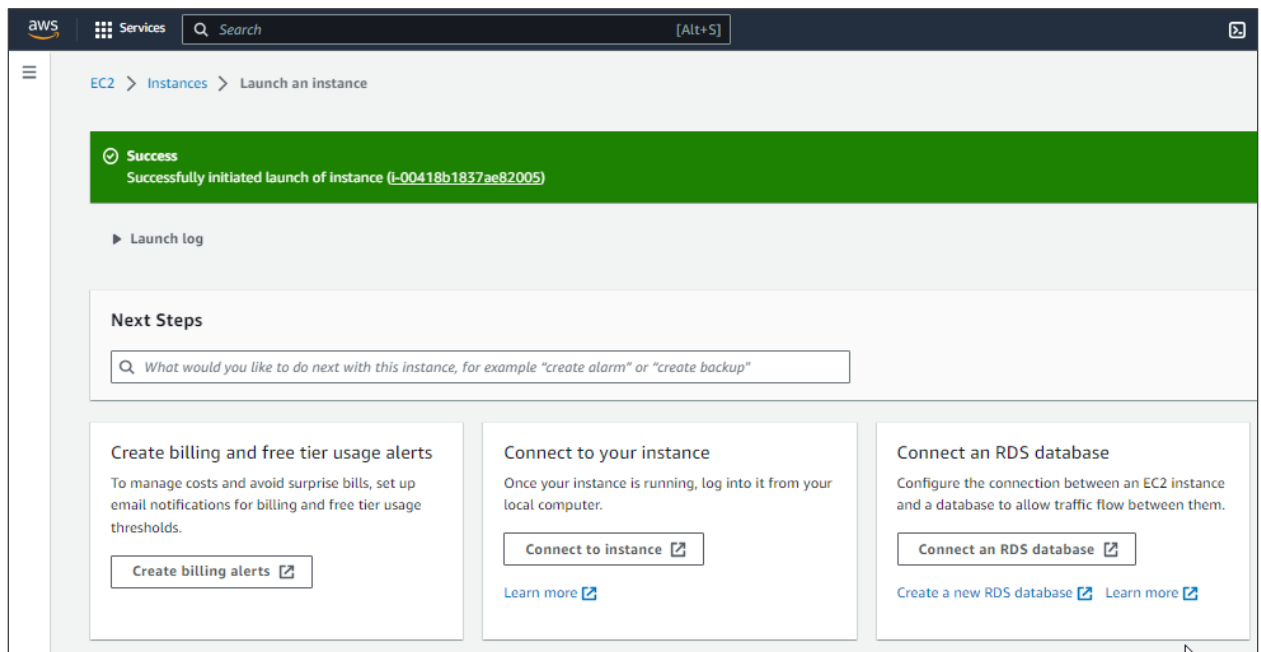 aws
Services
Search [Alt+S]
EC2 > Instances > Launch an instance
Success
Successfully initiated launch of instance (i-00418b1837ae82005)
Launch log
Next Steps
What would you like to do next with this instance, for example “create alarm” or “create backup”
Create billing and free tier usage alerts
To manage costs and avoid surprise bills, set up
email notifications for billing and free tier usage
thresholds.
Create billing alerts
Connect to your instance
Once your instance is running, log into it from your
local computer.
Connect to instance
Learn more
Connect an RDS database
Configure the connection between an EC2 instance
and a database to allow traffic flow between them.
Connect an RDS database
Create a new RDS database Learn more